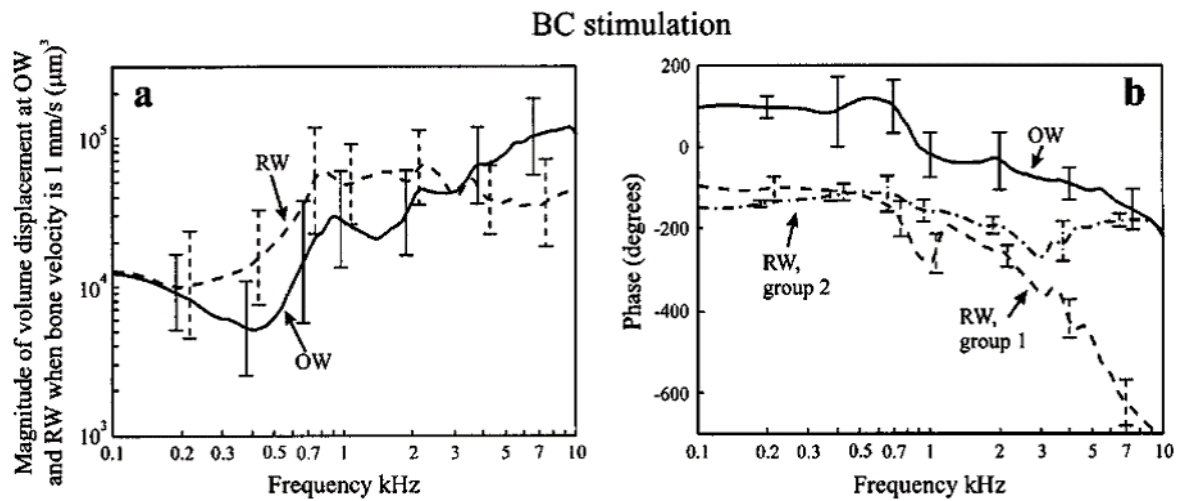 BC stimulation
Magnitude of volume displacement at OW
and RW when bone velocity is 1 mm/s (μm)³
a
10⁵
10⁴
10³
RW
OW
0.1 0.2 0.3 0.5 0.7 1 2 3 5 7 10
Frequency kHz
b
Phase (degrees)
200
0
-200
-400
-600
OW
RW,
group 2
RW,
group 1
0.1 0.2 0.3 0.5 0.7 1 2 3 5 7 10
Frequency kHz